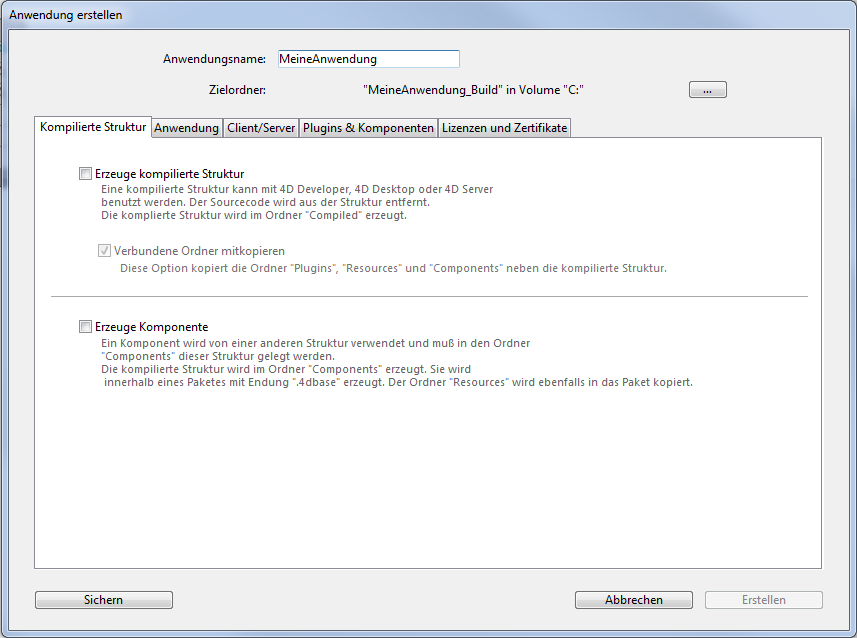 Anwendung erstellen
Anwendungsname: MeineAnwendung
Zielordner: "MeineAnwendung_Build" in Volume "C:" ...
Kompilierte Struktur Anwendung Client/Server Plugins & Komponenten Lizenzen und Zertifikate
Erzeuge kompilierte Struktur
Eine kompilierte Struktur kann mit 4D Developer, 4D Desktop oder 4D Server
benutzt werden. Der Sourcecode wird aus der Struktur entfernt.
Die komplierte Struktur wird im Ordner "Compiled" erzeugt.
Verbundene Ordner mitkopieren
Diese Option kopiert die Ordner "Plugins", "Resources" und "Components" neben die kompilierte Struktur.
Erzeuge Komponente
Ein Komponent wird von einer anderen Struktur verwendet und muß in den Ordner
"Components" dieser Struktur gelegt werden.
Die kompilierte Struktur wird im Ordner "Components" erzeugt. Sie wird
innerhalb eines Paketes mit Endung ".4dbase" erzeugt. Der Ordner "Resources" wird ebenfalls in das Paket kopiert.
Sichern Abbrechen Erstellen